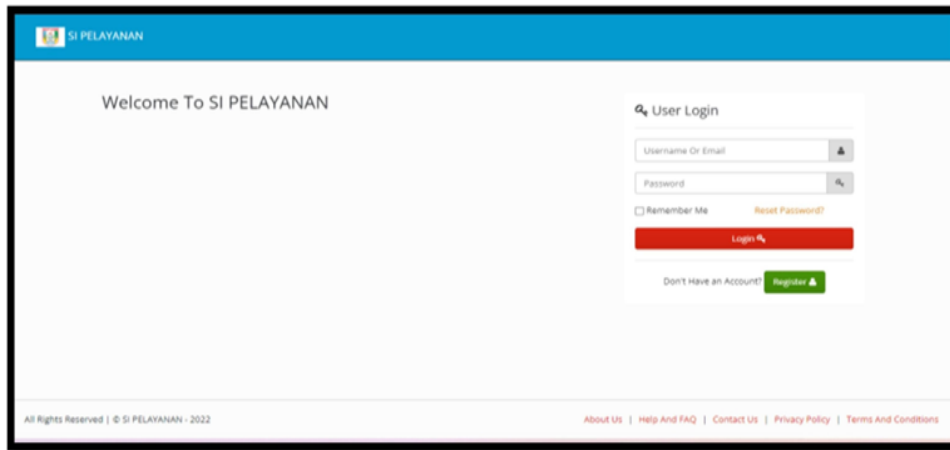 SI PELAYANAN
Welcome To SI PELAYANAN
User Login
Username Or Email
Password
Remember Me
Reset Password?
Login
Don't Have an Account? Register
All Rights Reserved | © SI PELAYANAN - 2022
About Us | Help And FAQ | Contact Us | Privacy Policy | Terms And Conditions